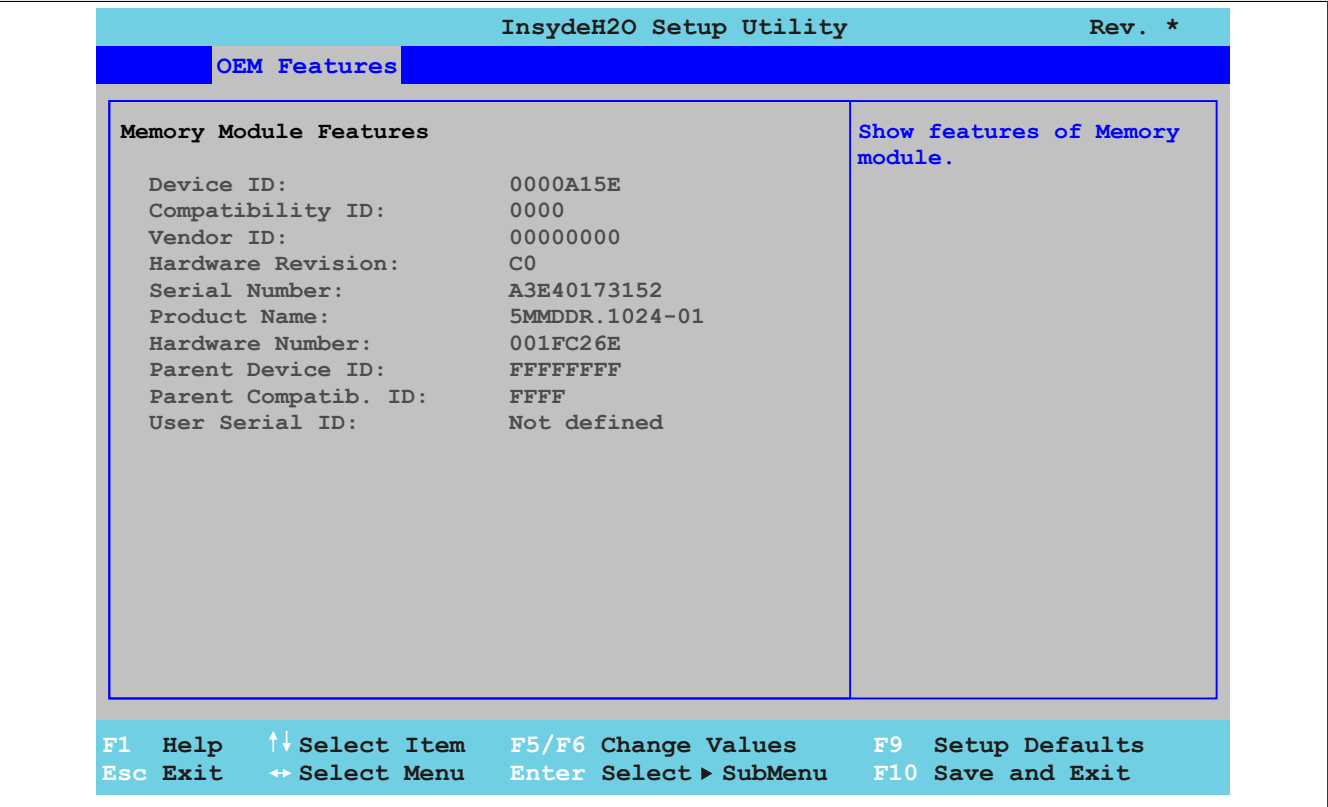 InsydeH2O Setup Utility Rev. *
OEM Features
Memory Module Features
Show features of Memory
module.
Device ID: 0000A15E
Compatibility ID: 0000
Vendor ID: 00000000
Hardware Revision: C0
Serial Number: A3E40173152
Product Name: 5MMDDR.1024-01
Hardware Number: 001FC26E
Parent Device ID: FFFFFFFF
Parent Compatib. ID: FFFF
User Serial ID: Not defined
F1 Help ↑↓ Select Item F5/F6 Change Values F9 Setup Defaults
Esc Exit ↔ Select Menu Enter Select ▶ SubMenu F10 Save and Exit